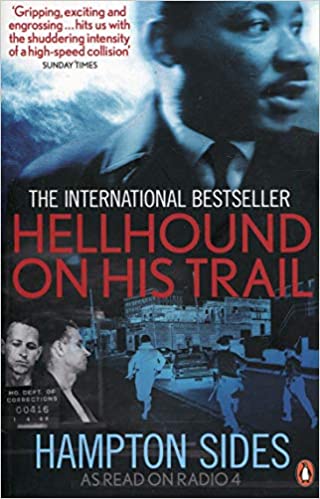 'Gripping, exciting and
engrossing ... hits us with
the shuddering intensity
of a high-speed collision'
SUNDAY TIMES
THE INTERNATIONAL BESTSELLER
HELLHOUND
ON HIS TRAIL
MO. DEPT. OF
CORRECTIONS
00416
HAMPTON SIDES
AS READ ON RADIO 4